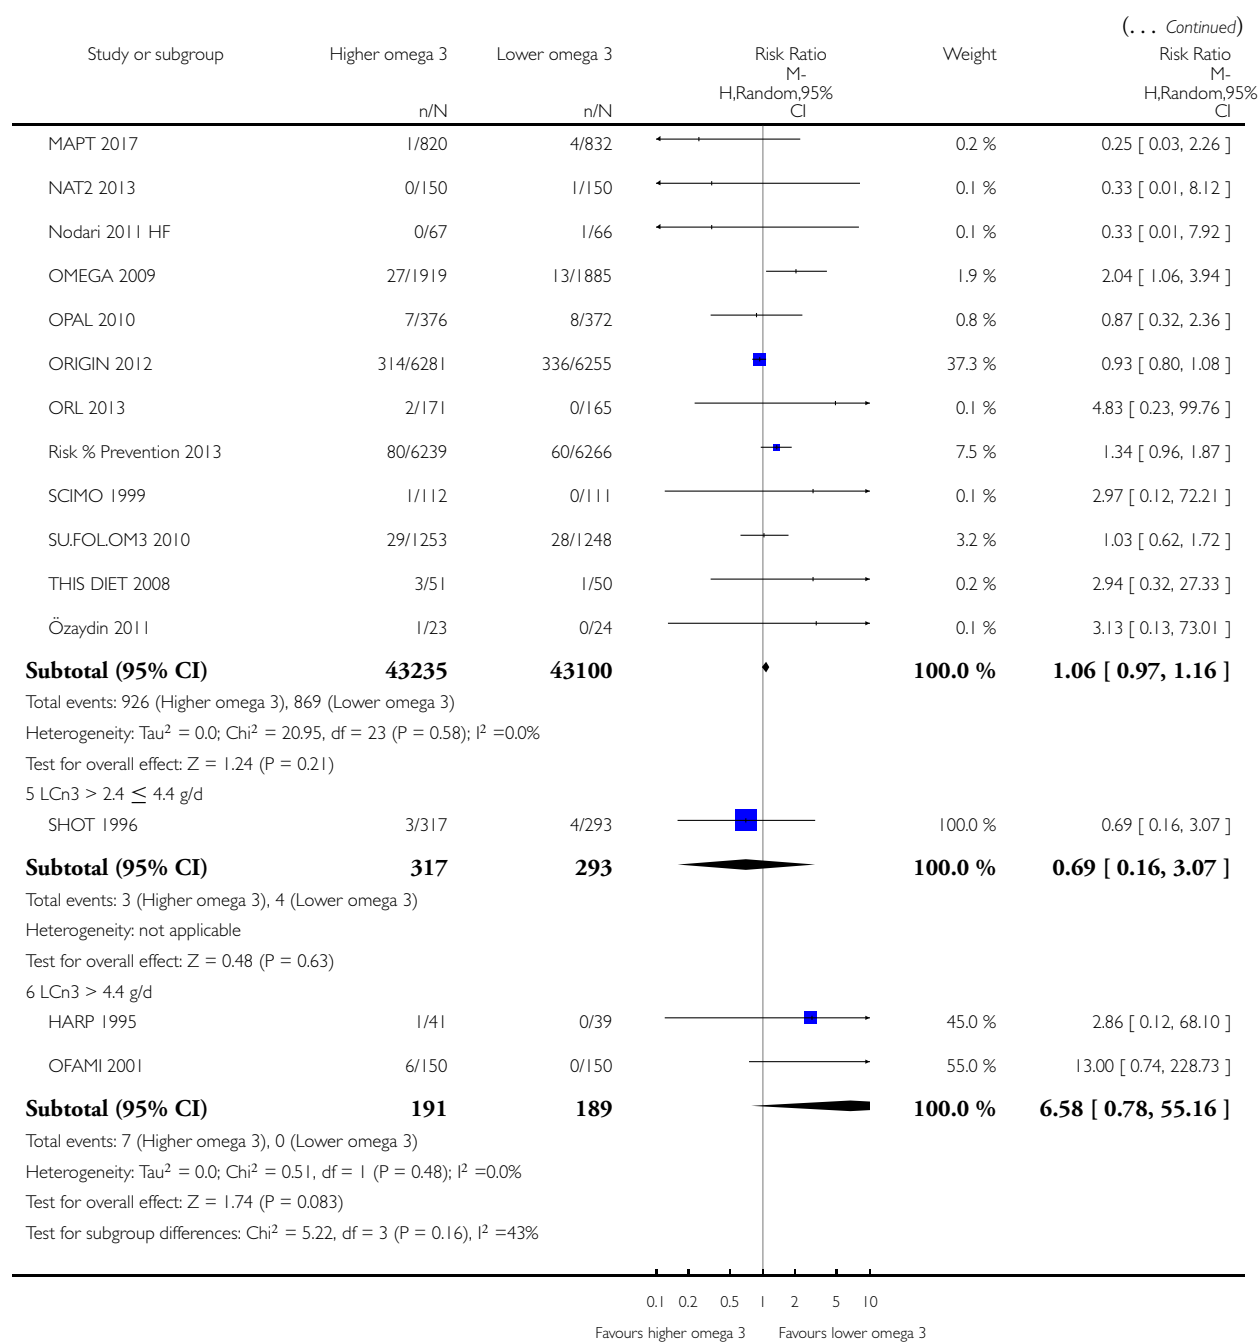 (... Continued)
Study or subgroup Higher omega 3 Lower omega 3 Risk Ratio Weight Risk Ratio
M- M-
H,Random,95% H,Random,95%
n/N n/N CI CI
MAPT 2017 1/820 4/832 0.2 % 0.25 [ 0.03, 2.26 ]
NAT2 2013 0/150 1/150 0.1 % 0.33 [ 0.01, 8.12 ]
Nodari 2011 HF 0/67 1/66 0.1 % 0.33 [ 0.01, 7.92 ]
OMEGA 2009 27/1919 13/1885 1.9 % 2.04 [ 1.06, 3.94 ]
OPAL 2010 7/376 8/372 0.8 % 0.87 [ 0.32, 2.36 ]
ORIGIN 2012 314/6281 336/6255 37.3 % 0.93 [ 0.80, 1.08 ]
ORL 2013 2/171 0/165 0.1 % 4.83 [ 0.23, 99.76 ]
Risk % Prevention 2013 80/6239 60/6266 7.5 % 1.34 [ 0.96, 1.87 ]
SCIMO 1999 1/112 0/111 0.1 % 2.97 [ 0.12, 72.21 ]
SU.FOL.OM3 2010 29/1253 28/1248 3.2 % 1.03 [ 0.62, 1.72 ]
THIS DIET 2008 3/51 1/50 0.2 % 2.94 [ 0.32, 27.33 ]
Özaydin 2011 1/23 0/24 0.1 % 3.13 [ 0.13, 73.01 ]
Subtotal (95% CI) 43235 43100 100.0 % 1.06 [ 0.97, 1.16 ]
Total events: 926 (Higher omega 3), 869 (Lower omega 3)
Heterogeneity: Tau² = 0.0; Chi² = 20.95, df = 23 (P = 0.58); I² =0.0%
Test for overall effect: Z = 1.24 (P = 0.21)
5 LCn3 > 2.4 ≤ 4.4 g/d
SHOT 1996 3/317 4/293 100.0 % 0.69 [ 0.16, 3.07 ]
Subtotal (95% CI) 317 293 100.0 % 0.69 [ 0.16, 3.07 ]
Total events: 3 (Higher omega 3), 4 (Lower omega 3)
Heterogeneity: not applicable
Test for overall effect: Z = 0.48 (P = 0.63)
6 LCn3 > 4.4 g/d
HARP 1995 1/41 0/39 45.0 % 2.86 [ 0.12, 68.10 ]
OFAMI 2001 6/150 0/150 55.0 % 13.00 [ 0.74, 228.73 ]
Subtotal (95% CI) 191 189 100.0 % 6.58 [ 0.78, 55.16 ]
Total events: 7 (Higher omega 3), 0 (Lower omega 3)
Heterogeneity: Tau² = 0.0; Chi² = 0.51, df = 1 (P = 0.48); I² =0.0%
Test for overall effect: Z = 1.74 (P = 0.083)
Test for subgroup differences: Chi² = 5.22, df = 3 (P = 0.16), I² =43%
0.1 0.2 0.5 1 2 5 10
Favours higher omega 3 Favours lower omega 3